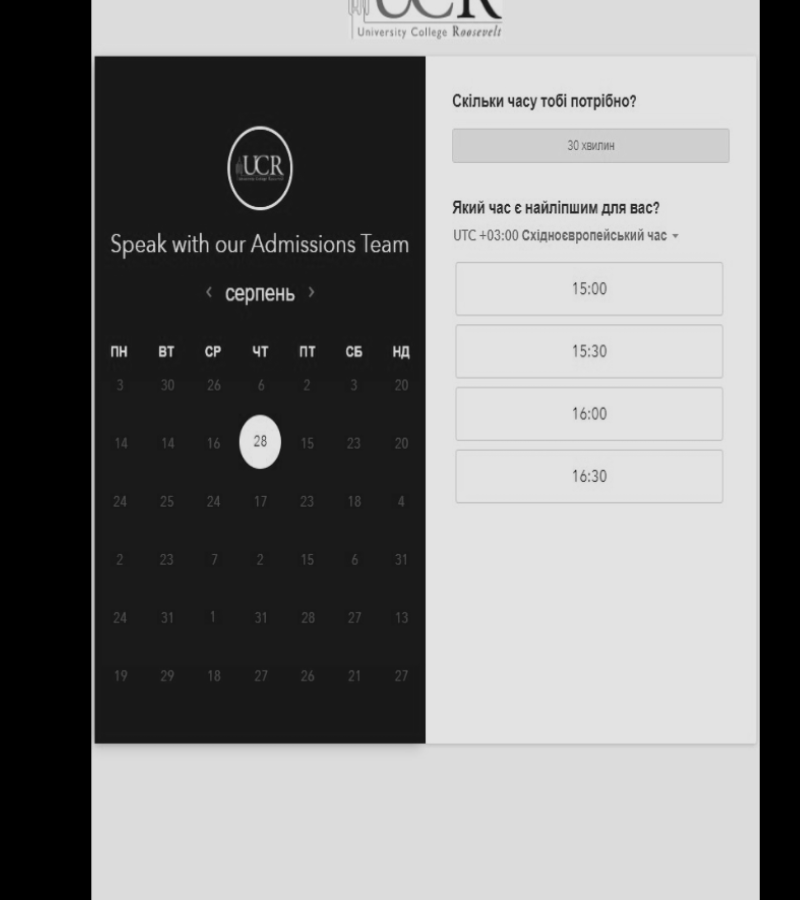 UCR
University College Roosevelt
UCR
Speak with our Admissions Team
‹ серпень ›
ПН ВТ СР ЧТ ПТ СБ НД
3 30 26 6 2 3 20
14 14 16 28 15 23 20
24 25 24 17 23 18 4
2 23 7 2 15 6 31
24 31 1 31 28 27 13
19 29 18 27 26 21 27
Скільки часу тобі потрібно?
30 хвилин
Який час є найліпшим для вас?
UTC +03:00 Східноєвропейський час
15:00
15:30
16:00
16:30